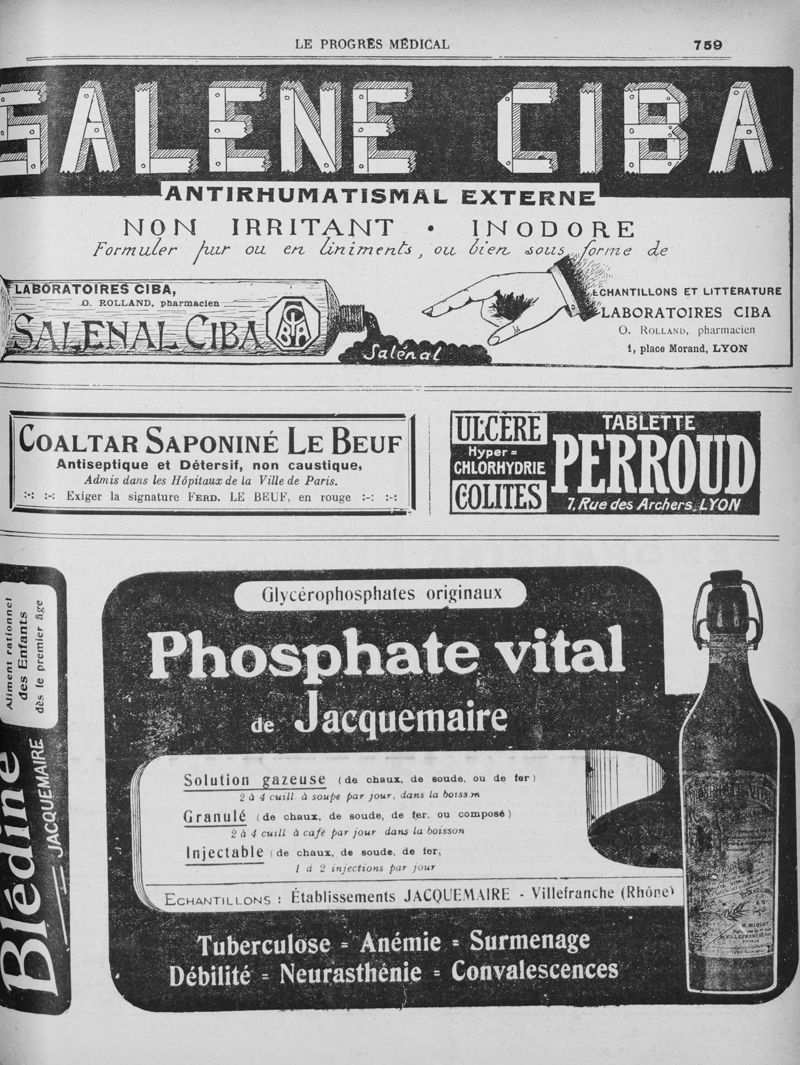 LE PROGRÈS MÉDICAL
759
SALENE CIBA
ANTIRHUMATISMAL EXTERNE
NON IRRITANT • INODORE
Formuler pur ou en liniments, ou bien sous forme de
LABORATOIRES CIBA,
O. ROLLAND, pharmacien
SALENAL CIBA
CIBA
Salénal
ÉCHANTILLONS ET LITTÉRATURE
LABORATOIRES CIBA
O. ROLLAND, pharmacien
1, place Morand, LYON
COALTAR SAPONINÉ LE BEUF
Antiseptique et Détersif, non caustique,
Admis dans les Hôpitaux de la Ville de Paris.
:-: :-: Exiger la signature FERD. LE BEUF, en rouge :-: :-:
ULCÈRE
Hyper=
CHLORHYDRIE
COLITES
TABLETTE
PERROUD
7, Rue des Archers, LYON
Aliment rationnel
des Enfants
dès le premier âge
Blédine
JACQUEMAIRE
Glycérophosphates originaux
Phosphate vital
de Jacquemaire
Solution gazeuse (de chaux, de soude, ou de fer)
2 à 4 cuill à soupe par jour, dans la boiss.n
Granulé (de chaux, de soude, de fer, ou composé)
2 à 4 cuill à café par jour dans la boisson
Injectable (de chaux, de soude, de fer,
1 à 2 injections par jour
ECHANTILLONS : Établissements JACQUEMAIRE - Villefranche (Rhône)
Tuberculose = Anémie = Surmenage
Débilité = Neurasthénie = Convalescences